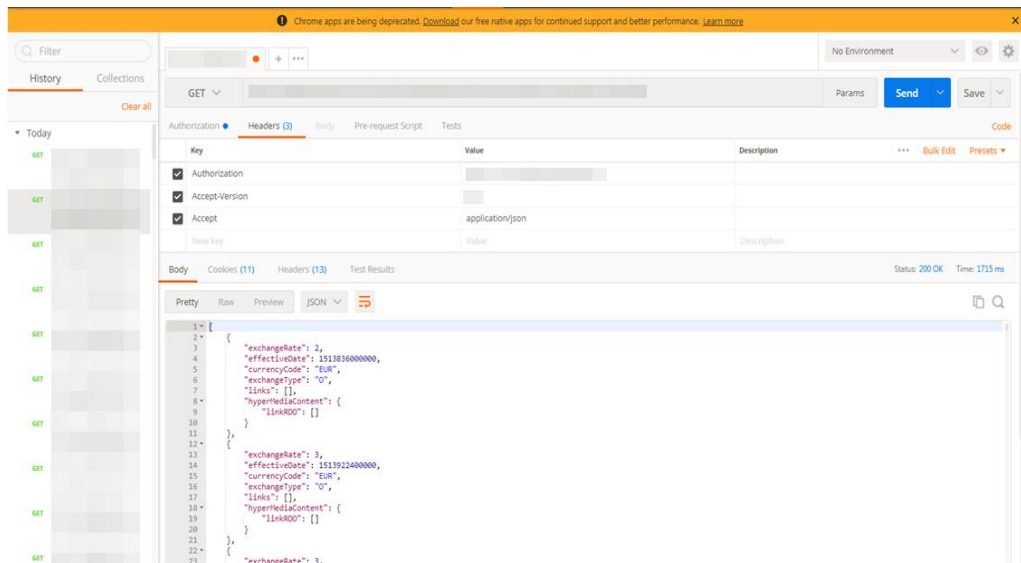 Chrome apps are being deprecated. Download our free native apps for continued support and better performance. Learn more
Filter
History Collections
Clear all
Today
GET
GET
GET
GET
GET
GET
GET
GET
GET
GET
No Environment
GET
Params Send Save
Authorization Headers (3) Body Pre-request Script Tests Code
Key Value Description Bulk Edit Presets
Authorization
Accept-Version
Accept application/json
New key Value Description
Body Cookies (11) Headers (13) Test Results Status: 200 OK Time: 1715 ms
Pretty Raw Preview JSON
1 [
2 {
3 "exchangeRate": 2,
4 "effectiveDate": 1513836000000,
5 "currencyCode": "EUR",
6 "exchangeType": "O",
7 "links": [],
8 "hyperMediaContent": {
9 "linkRDO": []
10 }
11 },
12 {
13 "exchangeRate": 3,
14 "effectiveDate": 1513922400000,
15 "currencyCode": "EUR",
16 "exchangeType": "O",
17 "links": [],
18 "hyperMediaContent": {
19 "linkRDO": []
20 }
21 },
22 {
23 "exchangeRate": 3,